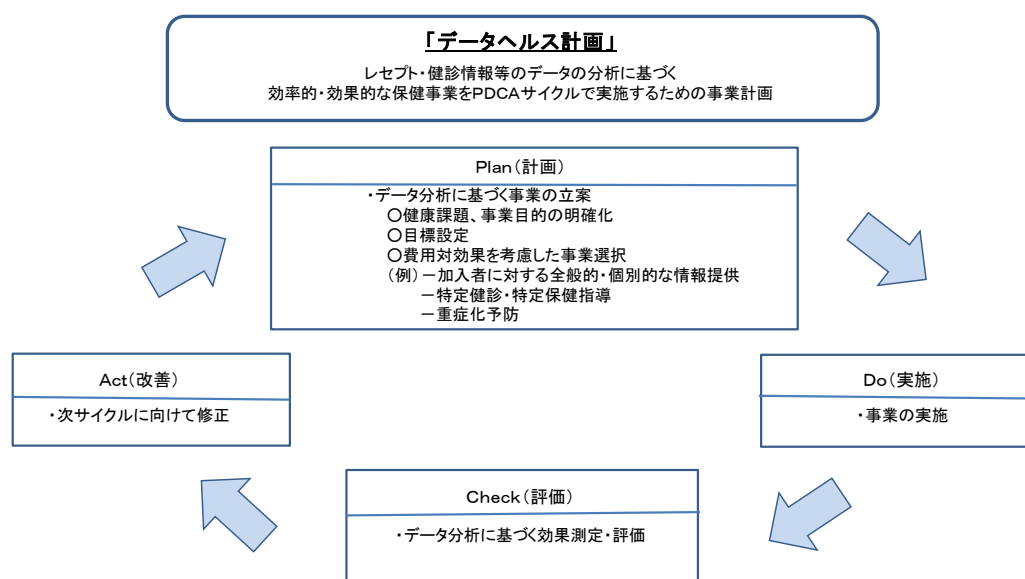 「データヘルス計画」
レセプト・健診情報等のデータの分析に基づく
効率的・効果的な保健事業をPDCAサイクルで実施するための事業計画
Plan（計画）
・データ分析に基づく事業の立案
○健康課題、事業目的の明確化
○目標設定
○費用対効果を考慮した事業選択
（例）－加入者に対する全般的・個別的な情報提供
－特定健診・特定保健指導
－重症化予防
Act（改善）
・次サイクルに向けて修正
Do（実施）
・事業の実施
Check（評価）
・データ分析に基づく効果測定・評価